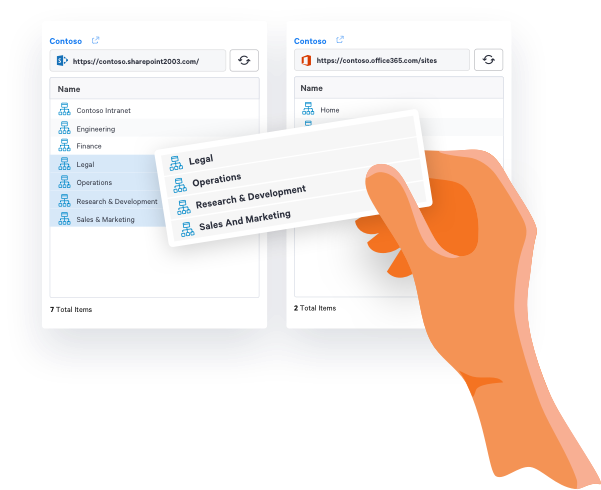 Contoso
https://contoso.sharepoint2003.com/
Name
Contoso Intranet
Engineering
Finance
Legal
Operations
Research & Development
Sales & Marketing
7 Total Items
Contoso
https://contoso.office365.com/sites
Name
Home
2 Total Items
Legal
Operations
Research & Development
Sales And Marketing